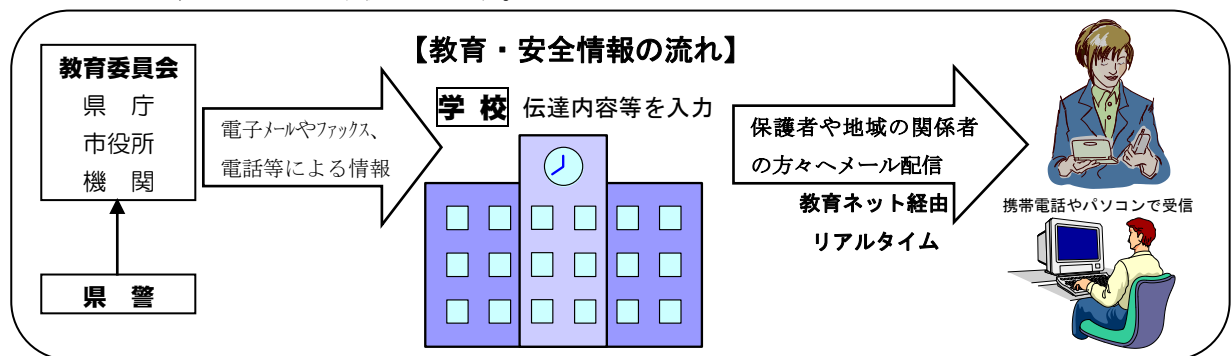 【教育・安全情報の流れ】
教育委員会
県　庁
市役所
機　関
県　警
電子ﾒｰﾙやﾌｧｯｸｽ、
電話等による情報
学 校 伝達内容等を入力
保護者や地域の関係者
の方々へメール配信
教育ネット経由
リアルタイム
携帯電話やパソコンで受信